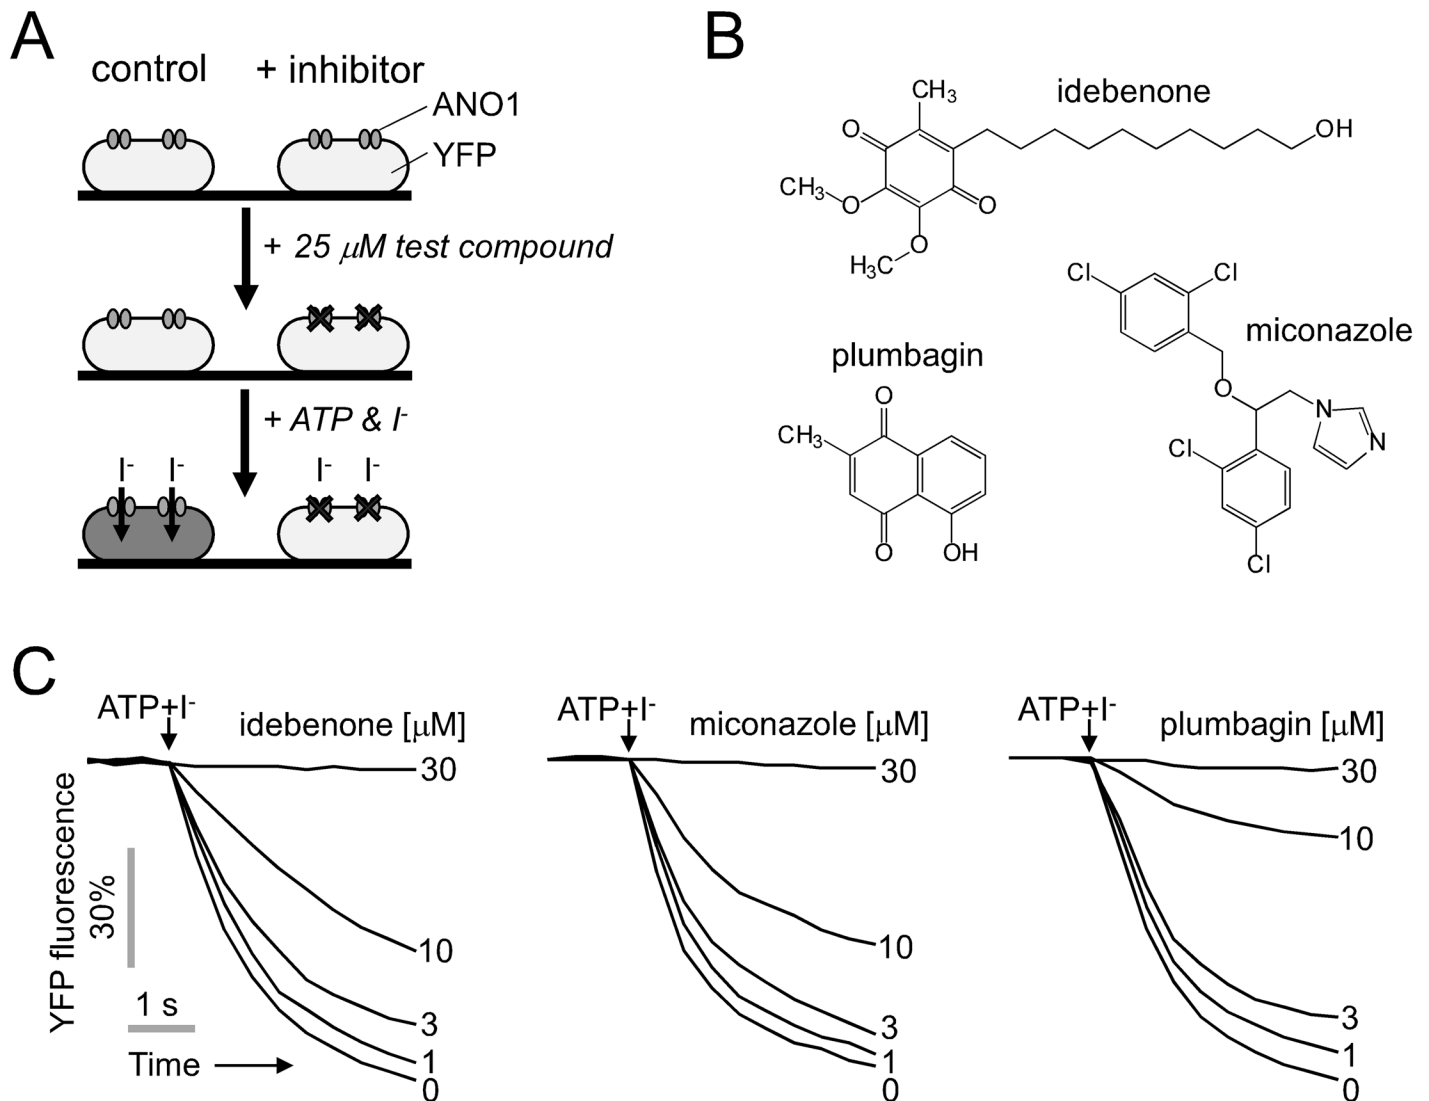 A
control + inhibitor
ANO1
YFP
+ 25 μM test compound
+ ATP & I⁻
I⁻ I⁻ I⁻ I⁻
B
idebenone
CH₃
O
OH
CH₃
O
O
O
H₃C
Cl
Cl
miconazole
O
N
N
Cl
Cl
plumbagin
O
CH₃
O
OH
C
ATP+I⁻
idebenone [μM]
30
10
3
1
0
YFP fluorescence
30%
1 s
Time
ATP+I⁻
miconazole [μM]
30
10
3
1
0
ATP+I⁻
plumbagin [μM]
30
10
3
1
0